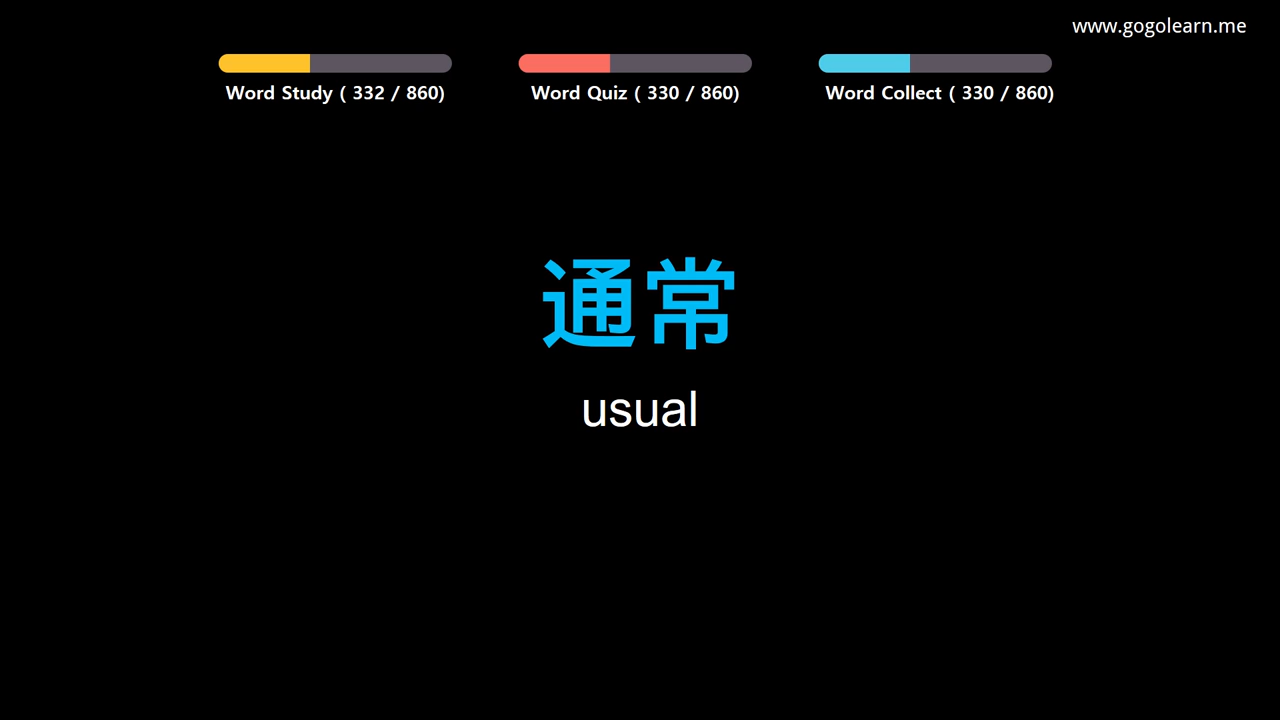 www.gogolearn.me
Word Study ( 332 / 860)
Word Quiz ( 330 / 860)
Word Collect ( 330 / 860)
通常
usual